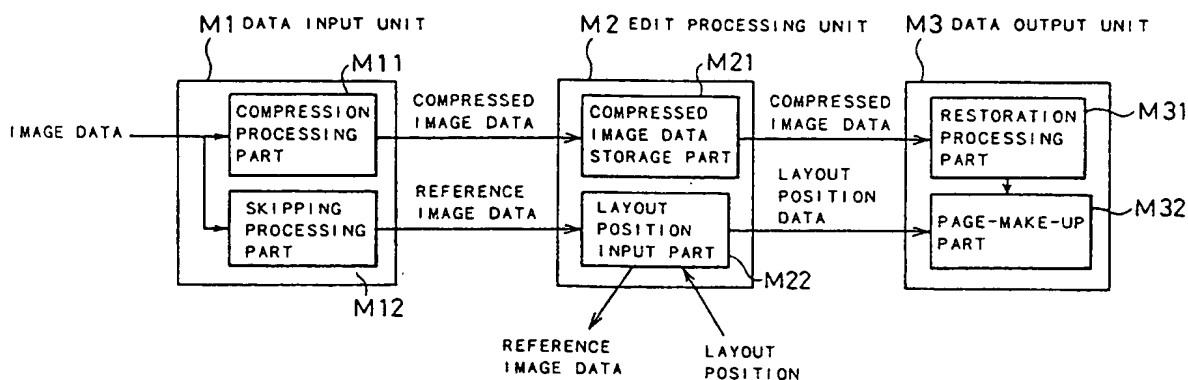 M1 DATA INPUT UNIT
M11
COMPRESSION
PROCESSING
PART
IMAGE DATA
SKIPPING
PROCESSING
PART
M12
COMPRESSED
IMAGE DATA
REFERENCE
IMAGE DATA
M2 EDIT PROCESSING UNIT
M21
COMPRESSED
IMAGE DATA
STORAGE PART
LAYOUT
POSITION
INPUT PART
M22
REFERENCE
IMAGE DATA
LAYOUT
POSITION
COMPRESSED
IMAGE DATA
LAYOUT
POSITION
DATA
M3 DATA OUTPUT UNIT
RESTORATION
PROCESSING
PART
M31
PAGE-MAKE-UP
PART
M32